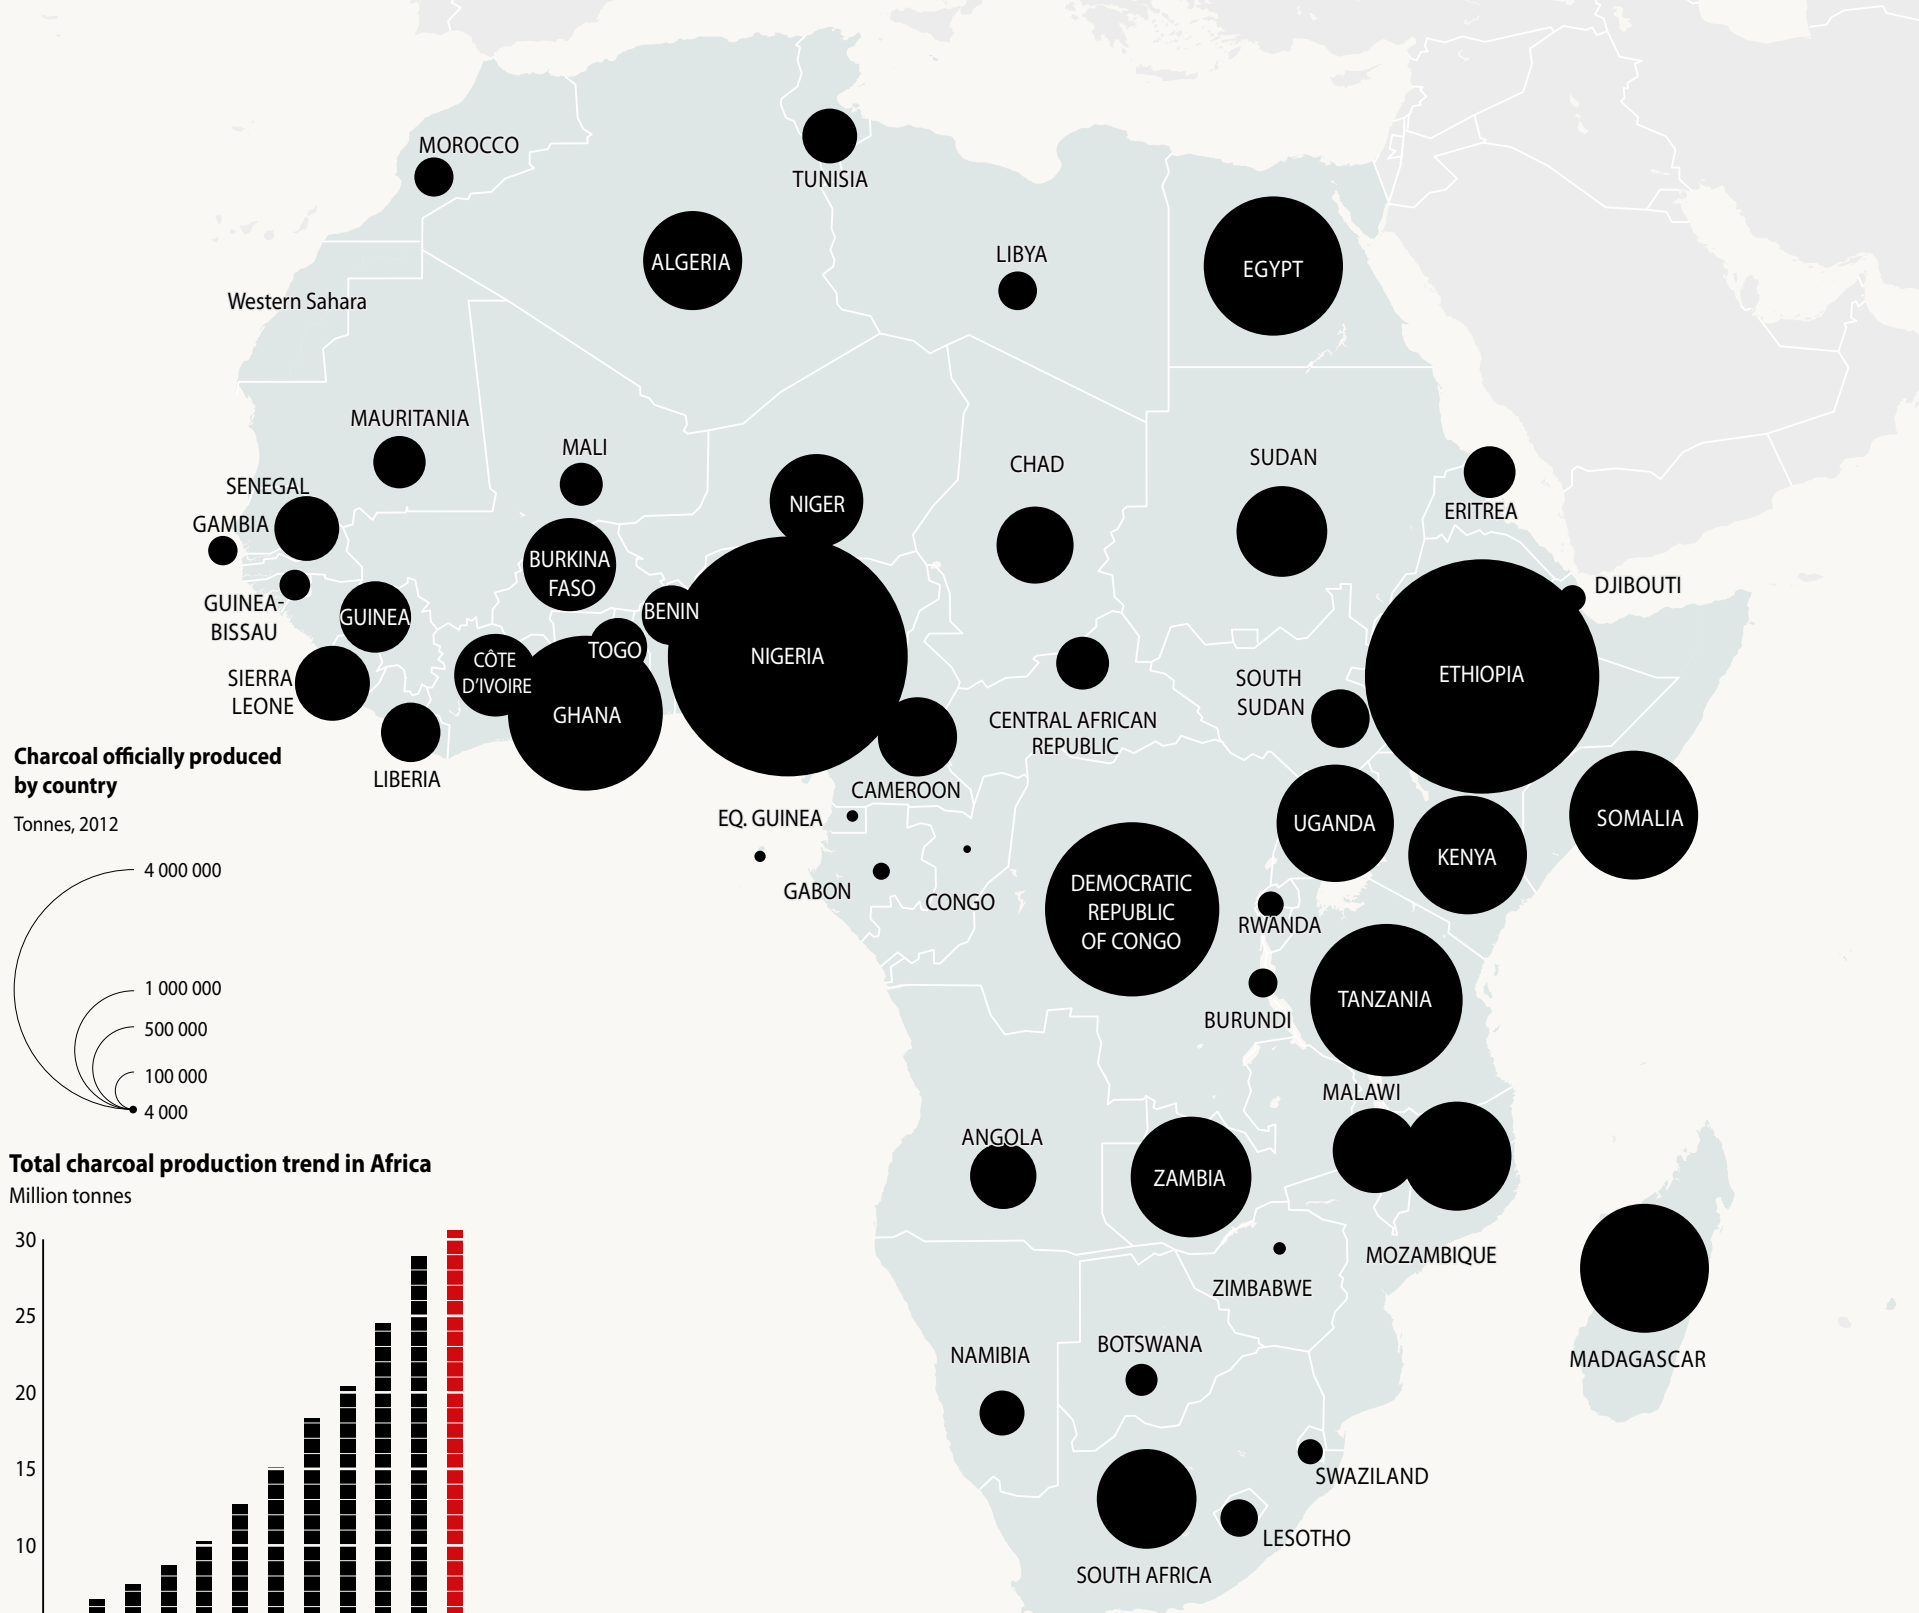 MOROCCO
TUNISIA
ALGERIA
LIBYA
EGYPT
Western Sahara
MAURITANIA
MALI
NIGER
CHAD
SUDAN
ERITREA
SENEGAL
GAMBIA
GUINEA-
BISSAU
GUINEA
BURKINA
FASO
BENIN
TOGO
NIGERIA
DJIBOUTI
ETHIOPIA
SIERRA
LEONE
CÔTE
D'IVOIRE
GHANA
LIBERIA
CAMEROON
CENTRAL AFRICAN
REPUBLIC
SOUTH
SUDAN
EQ. GUINEA
GABON
CONGO
DEMOCRATIC
REPUBLIC
OF CONGO
UGANDA
KENYA
SOMALIA
RWANDA
BURUNDI
TANZANIA
MALAWI
ANGOLA
ZAMBIA
MOZAMBIQUE
ZIMBABWE
MADAGASCAR
NAMIBIA
BOTSWANA
SWAZILAND
LESOTHO
SOUTH AFRICA
Charcoal officially produced
by country
Tonnes, 2012
4 000 000
1 000 000
500 000
100 000
4 000
Total charcoal production trend in Africa
Million tonnes
30
25
20
15
10